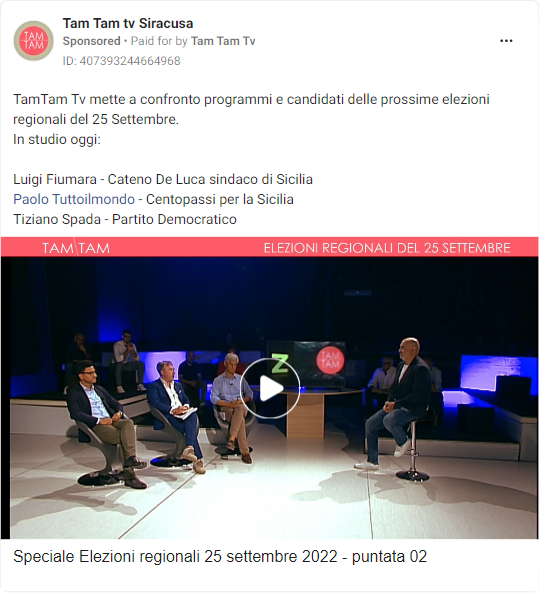 Tam Tam tv Siracusa
Sponsored • Paid for by Tam Tam Tv
ID: 407393244664968
TamTam Tv mette a confronto programmi e candidati delle prossime elezioni
regionali del 25 Settembre.
In studio oggi:
Luigi Fiumara - Cateno De Luca sindaco di Sicilia
Paolo Tuttoilmondo - Centopassi per la Sicilia
Tiziano Spada - Partito Democratico
TAM\TAM
ELEZIONI REGIONALI DEL 25 SETTEMBRE
Z
TAM
TAM
Speciale Elezioni regionali 25 settembre 2022 - puntata 02